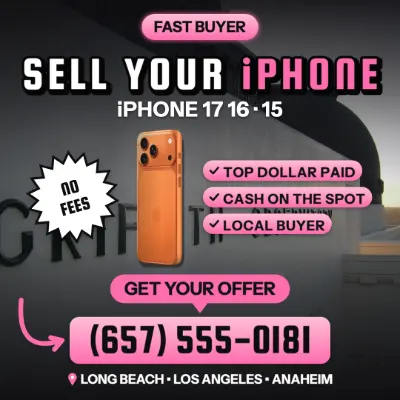 FAST BUYER
SELL YOUR iPHONE
iPHONE 17 16 · 15
NO
FEES
TOP DOLLAR PAID
CASH ON THE SPOT
LOCAL BUYER
GET YOUR OFFER
(657) 555-0181
LONG BEACH · LOS ANGELES · ANAHEIM